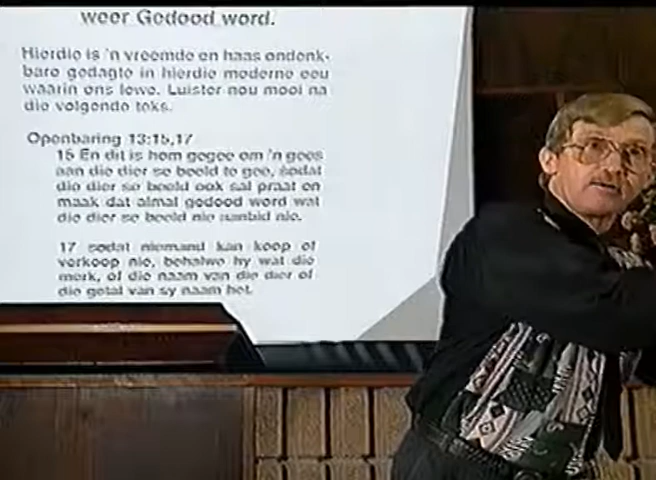 weer Gedood word.
Hierdie is 'n vreemde en haas ondenk-
bare gedagte in hierdie moderne eeu
waarin ons lewe. Luister nou mooi na
die volgende teks.
Openbaring 13:15,17
15 En dit is hom gegee om 'n gees
aan die dier se beeld te gee, sodat
die dier se beeld ook sal praat en
maak dat almal gedood word wat
die dier se beeld nie aanbid nie.
17 sodat niemand kan koop of
verkoop nie, behalwe hy wat die
merk, of die naam van die dier of
die getal van sy naam het.